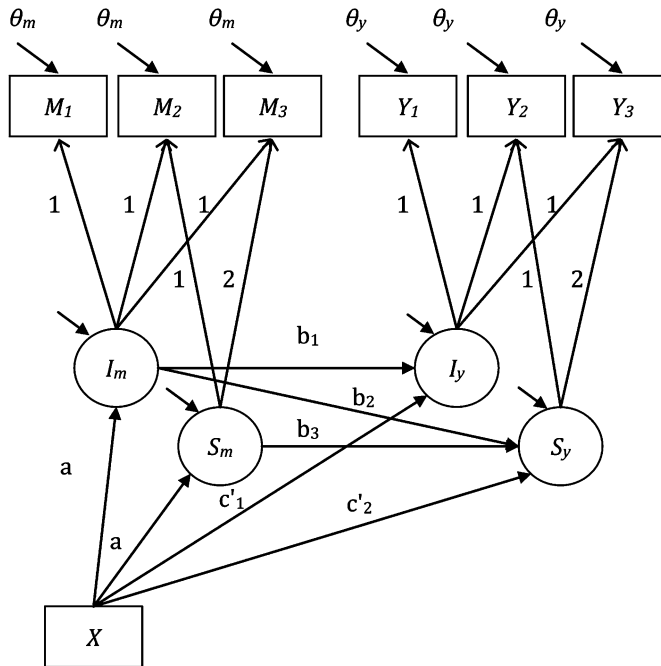 θm θm θm θy θy θy
M1 M2 M3 Y1 Y2 Y3
1 1 1 1 1 1
1 2 1 2
b1
Im Iy
b2
b3
Sm Sy
a c'1 c'2
a
X